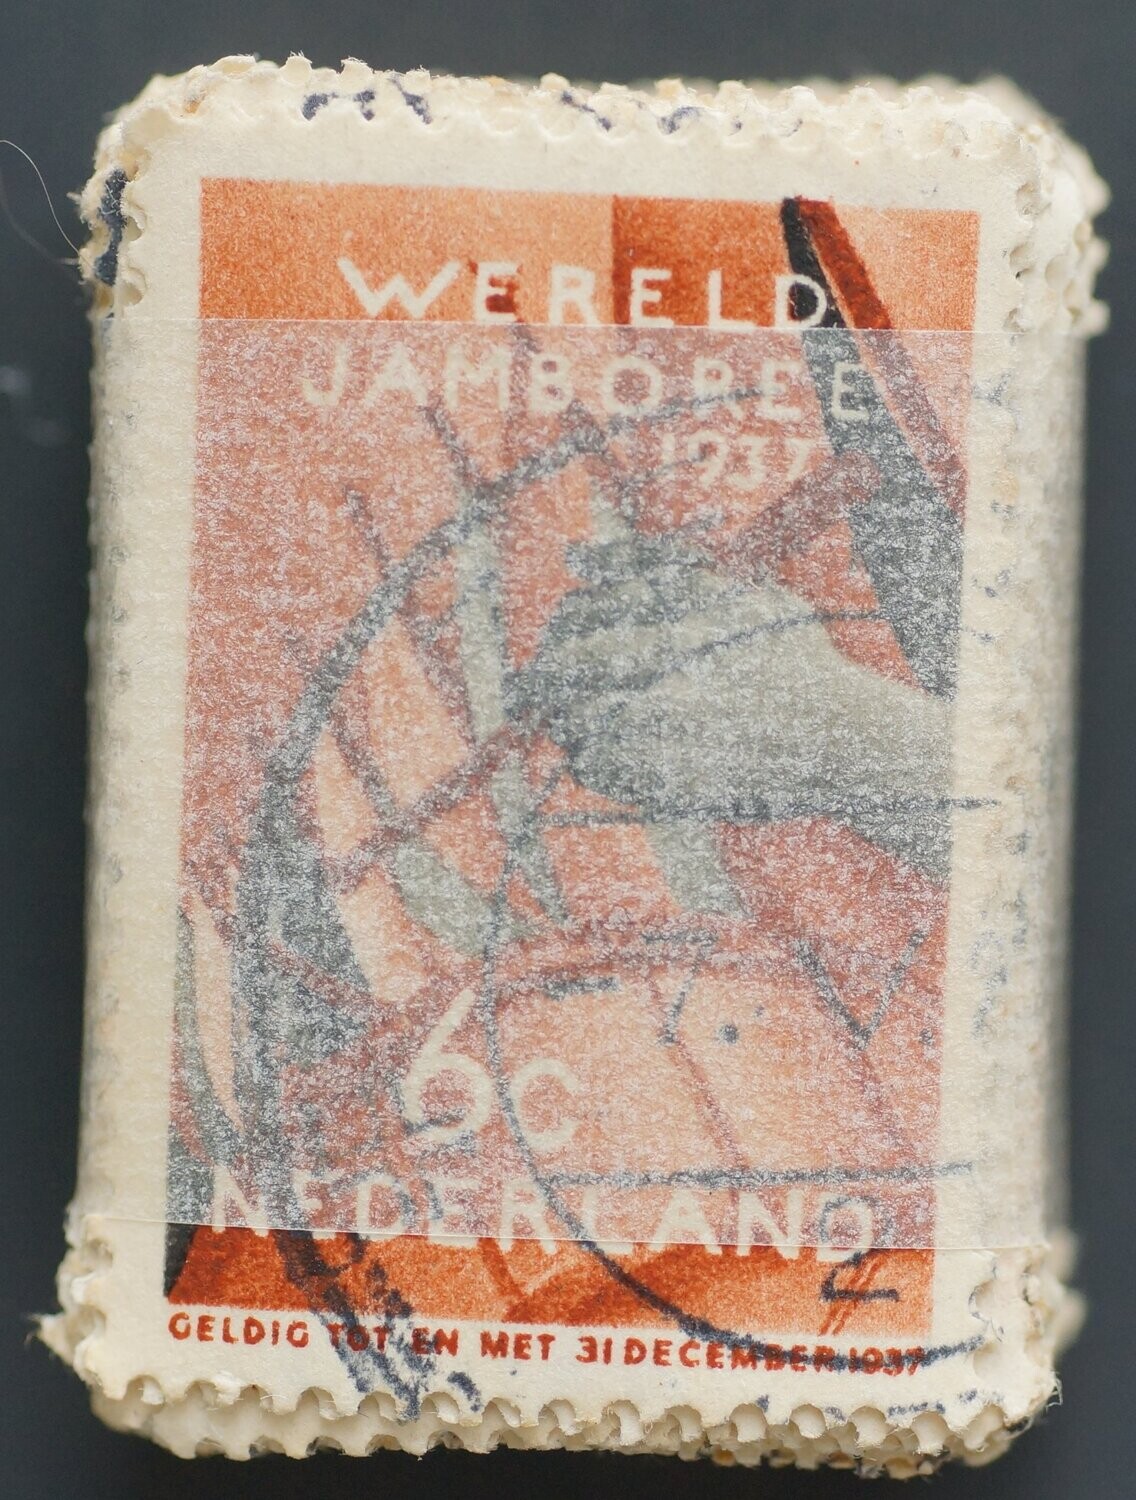 WERELD
JAMBOREE
1937
6c
NEDERLAND
GELDIG TOT EN MET 31 DECEMBER 1937